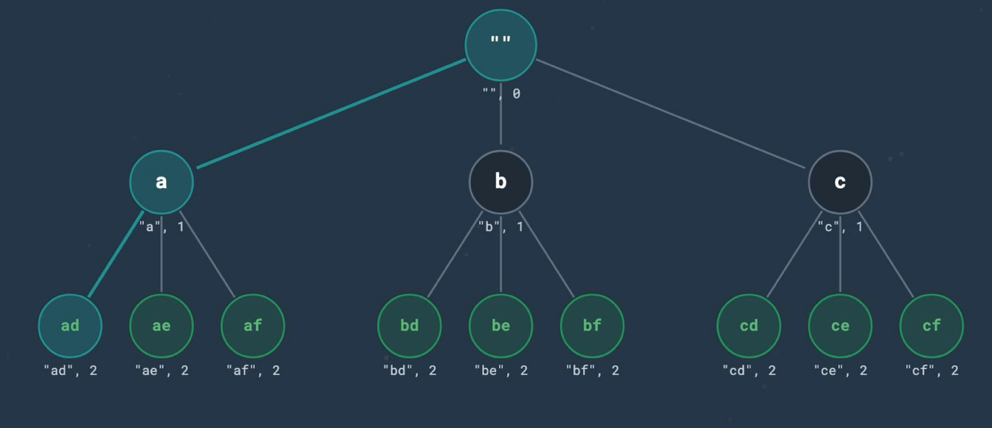 ""
"", 0
a
b
c
"a", 1
"b", 1
"c", 1
ad
ae
af
bd
be
bf
cd
ce
cf
"ad", 2
"ae", 2
"af", 2
"bd", 2
"be", 2
"bf", 2
"cd", 2
"ce", 2
"cf", 2